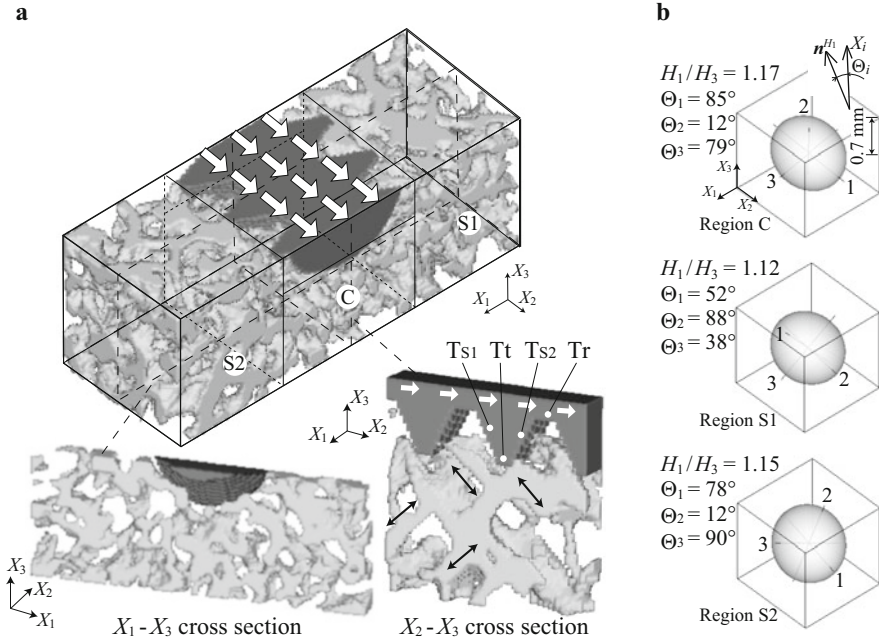 a
S1
C
S2
X3
X1
X2
TS1 Tt TS2 Tr
X3
X1
X2
X3
X2
X1
X1 - X3 cross section
X2 - X3 cross section
b
n^H1
Xi
Θi
H1/H3 = 1.17
Θ1 = 85°
Θ2 = 12°
Θ3 = 79°
2
0.7 mm
X3
X1
X2
3
1
Region C
H1/H3 = 1.12
Θ1 = 52°
Θ2 = 88°
Θ3 = 38°
1
3
2
Region S1
H1/H3 = 1.15
Θ1 = 78°
Θ2 = 12°
Θ3 = 90°
2
3
1
Region S2